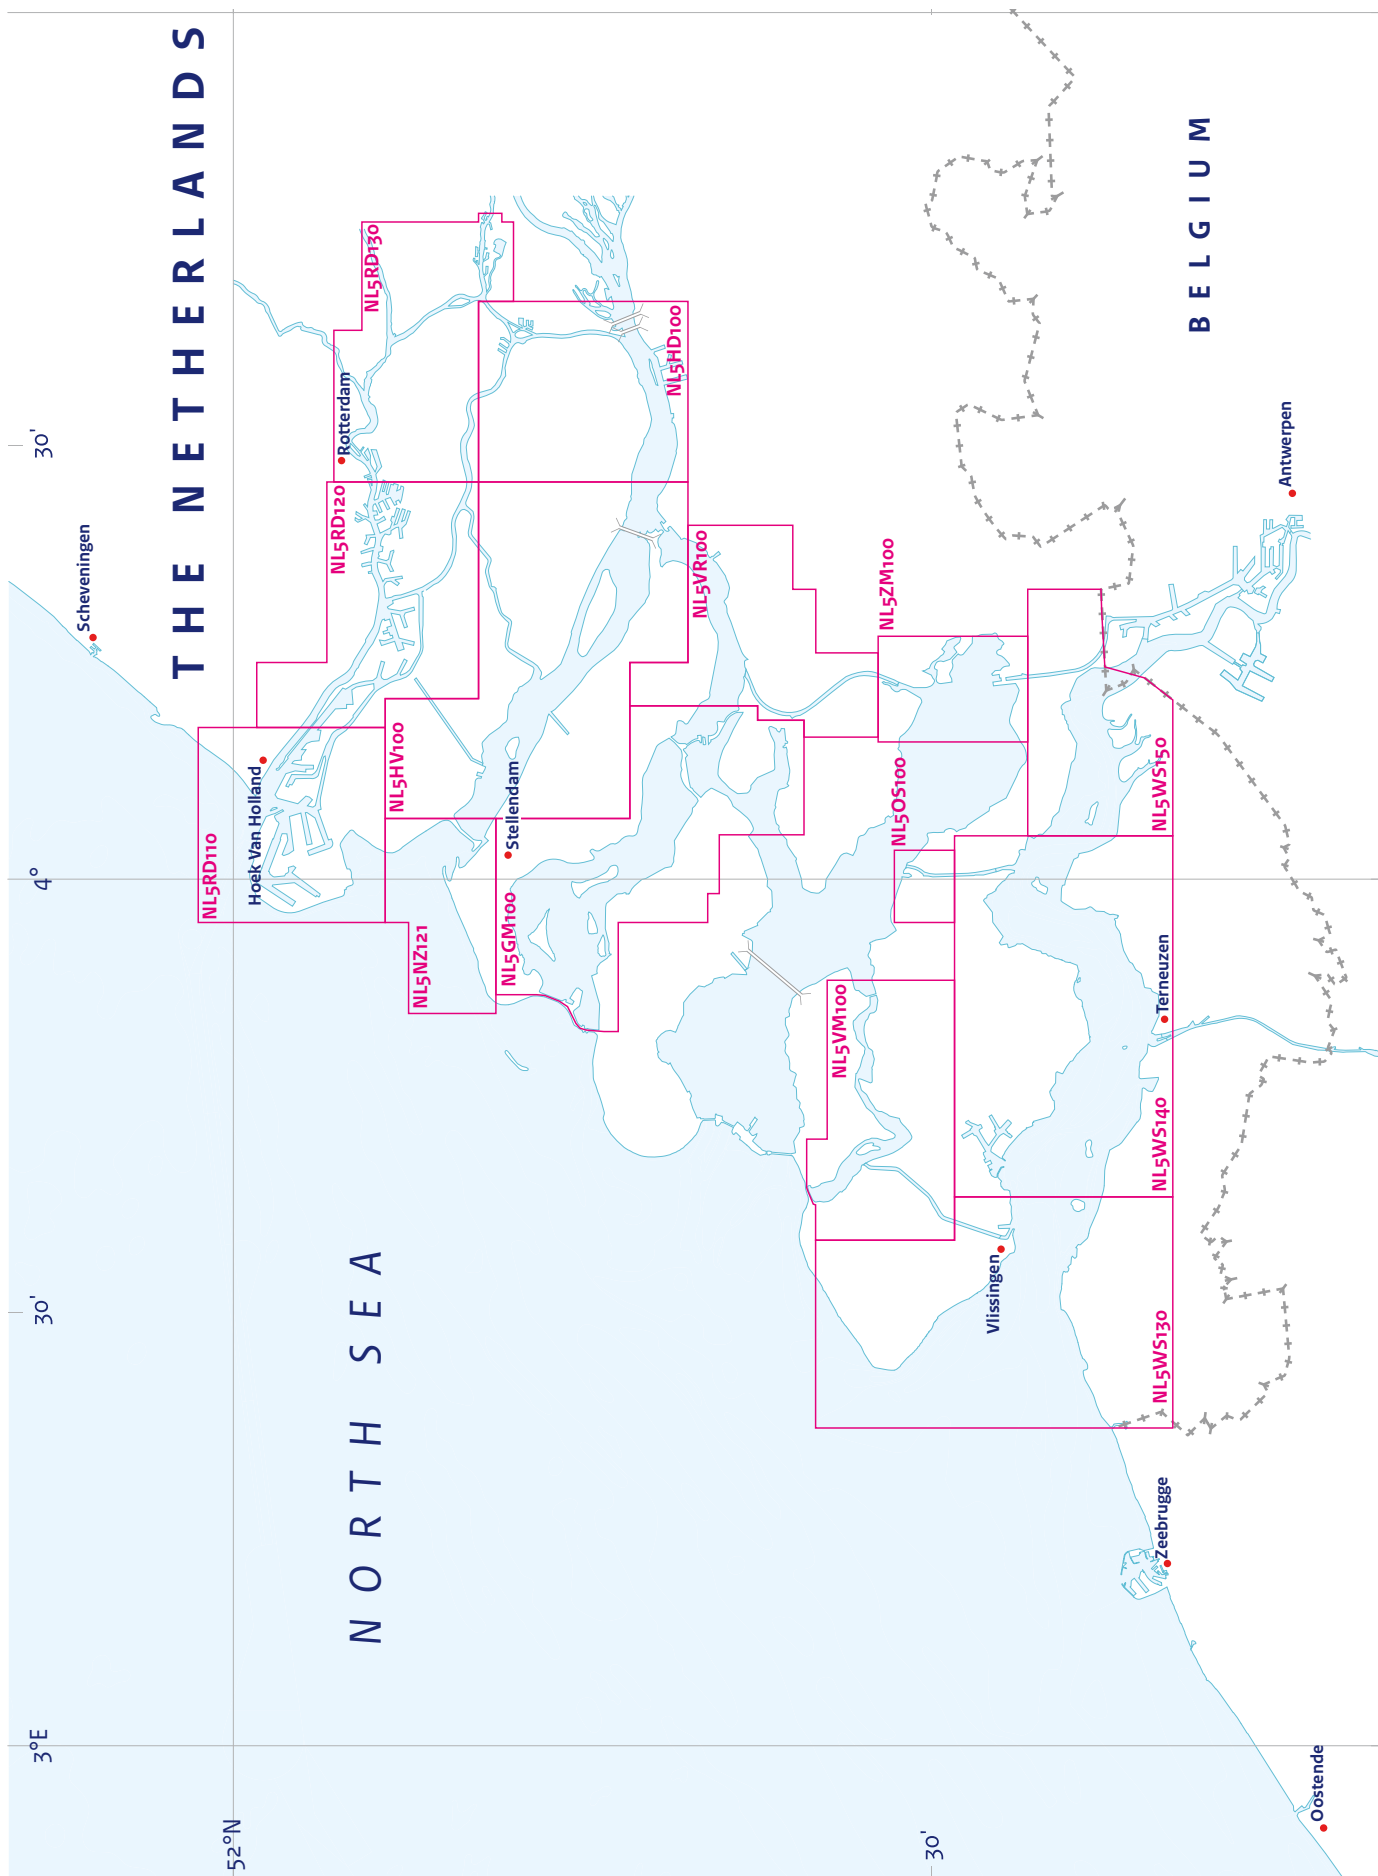 3°E
30'
4°
30'
52°N
30'
THE NETHERLANDS
NORTH SEA
BELGIUM
Scheveningen
Hoek Van Holland
Rotterdam
Stellendam
Vlissingen
Terneuzen
Antwerpen
Zeebrugge
Oostende
NL5RD110
NL5RD120
NL5RD130
NL5HV100
NL5HD100
NL5NZ121
NL5GM100
NL5VR100
NL5ZM100
NL5OS100
NL5VM100
NL5WS130
NL5WS140
NL5WS150